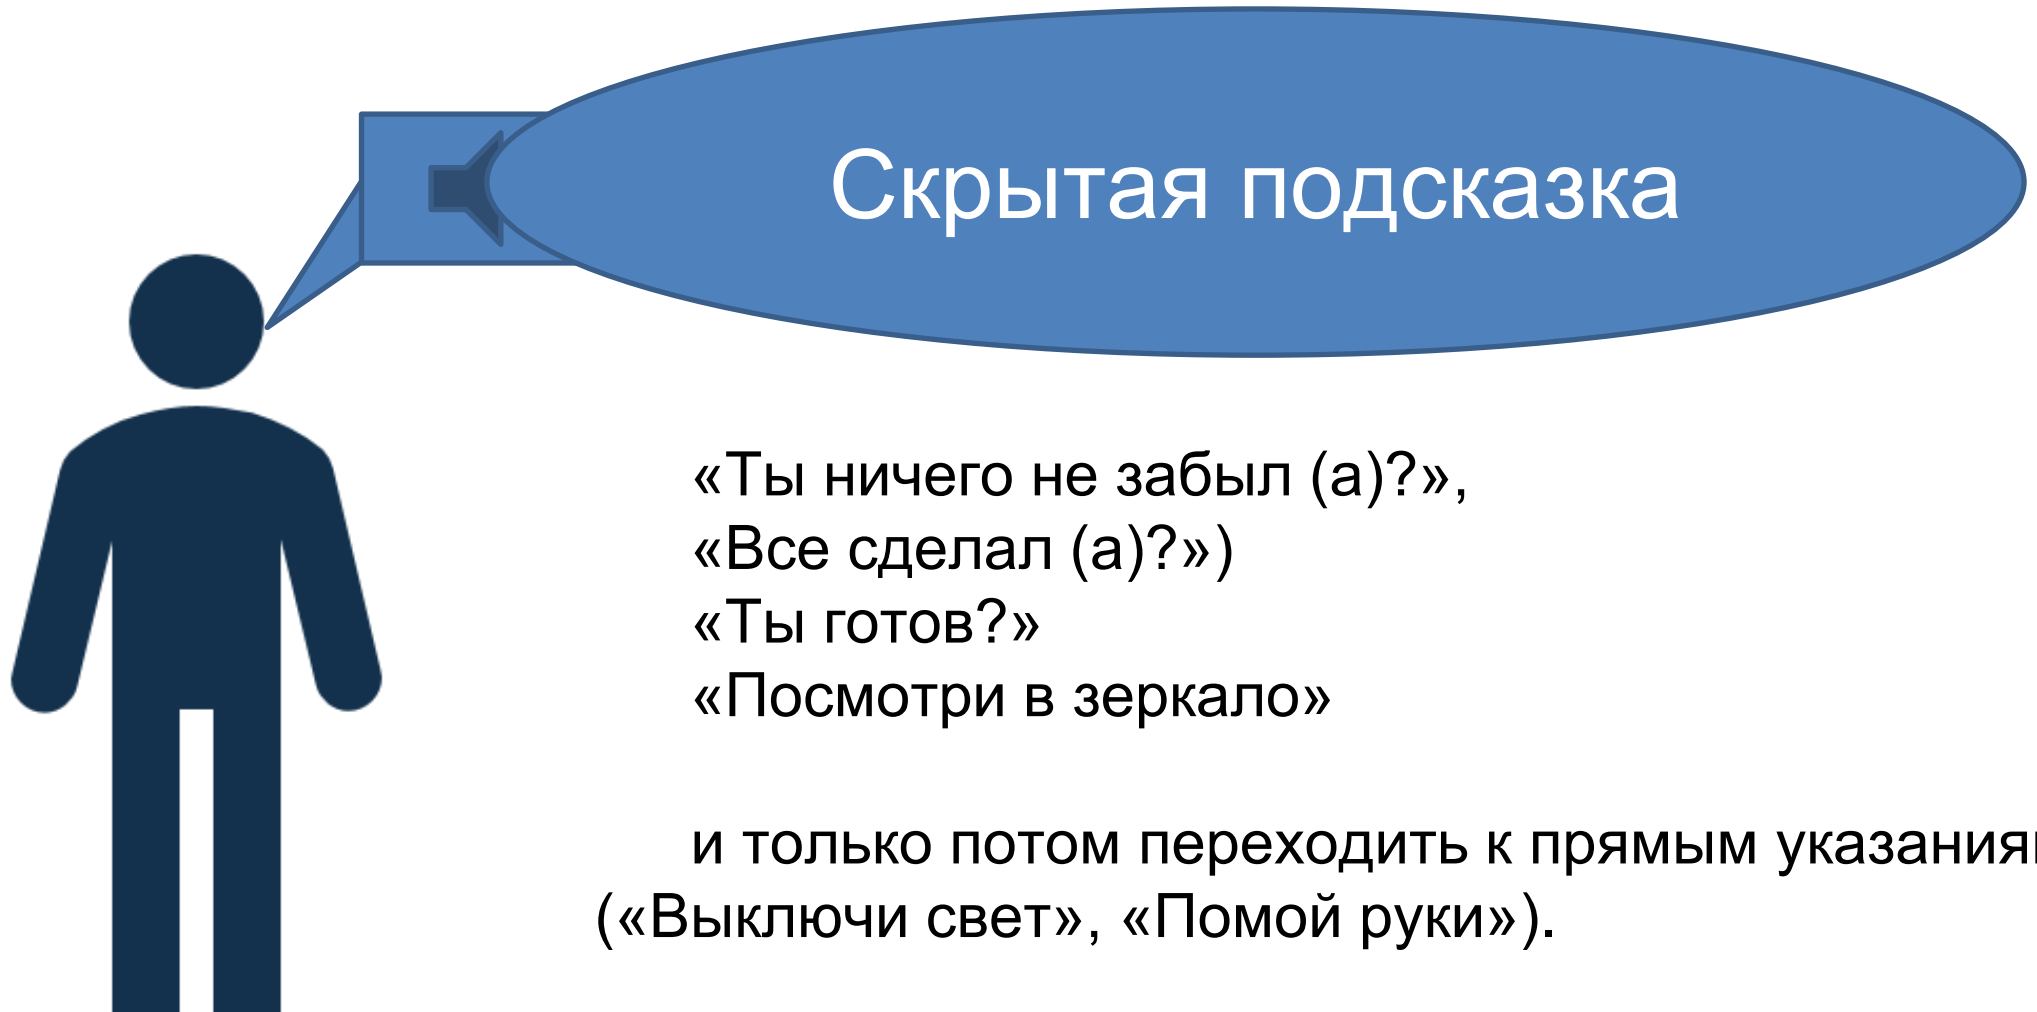 Скрытая подсказка
«Ты ничего не забыл (а)?»,
«Все сделал (а)?»)
«Ты готов?»
«Посмотри в зеркало»
и только потом переходить к прямым
(«Выключи свет», «Помой руки»).